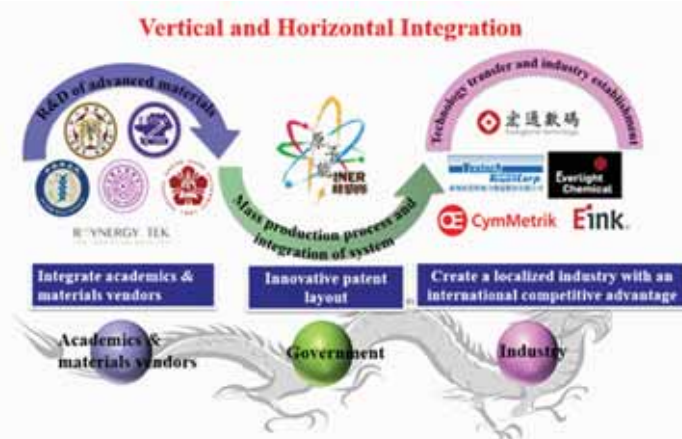 Vertical and Horizontal Integration
R&D of advanced materials
Technology transfer and industry establishment
宏通數碼
INER
Everlight
Chemical
CymMetrik
Eink
Mass production process and
integration of system
Integrate academics &
materials vendors
Innovative patent
layout
Create a localized industry with an
international competitive advantage
Academics &
materials vendors
Government
Industry